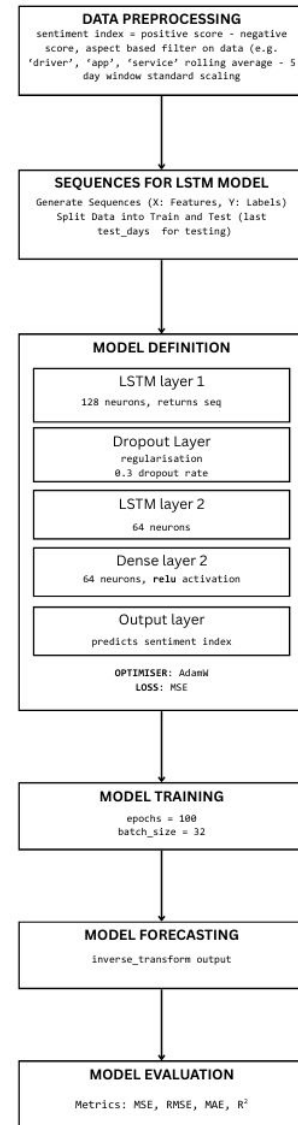 DATA PREPROCESSING
sentiment index = positive score - negative
score, aspect based filter on data (e.g.
‘driver’, ‘app’, ‘service’ rolling average - 5
day window standard scaling
SEQUENCES FOR LSTM MODEL
Generate Sequences (X: Features, Y: Labels)
Split Data into Train and Test (last
test_days for testing)
MODEL DEFINITION
LSTM layer 1
128 neurons, returns seq
Dropout Layer
regularisation
0.3 dropout rate
LSTM layer 2
64 neurons
Dense layer 2
64 neurons, relu activation
Output layer
predicts sentiment index
OPTIMISER: AdamW
LOSS: MSE
MODEL TRAINING
epochs = 100
batch_size = 32
MODEL FORECASTING
inverse_transform output
MODEL EVALUATION
Metrics: MSE, RMSE, MAE, R²